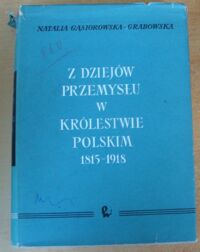 NATALIA GĄSIOROWSKA-GRABOWSKA
Z DZIEJÓW
PRZEMYSŁU
W
KRÓLESTWIE
POLSKIM
1815-1918